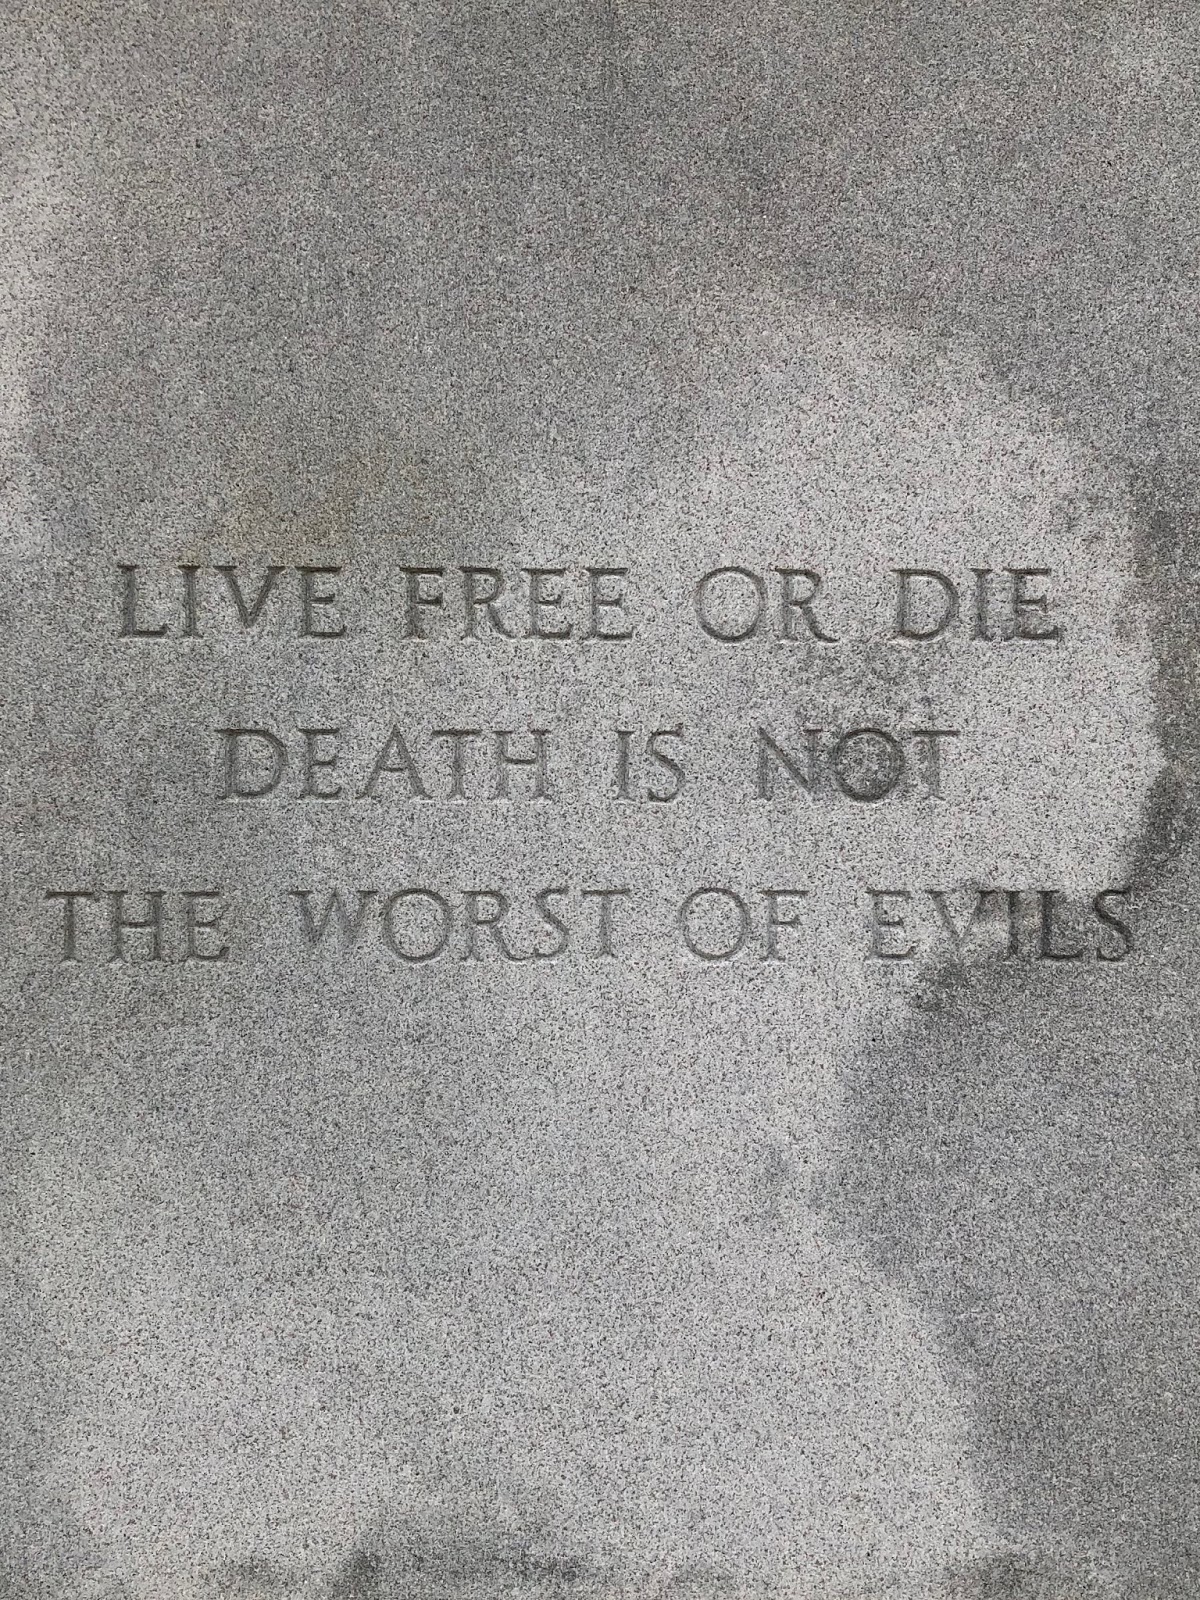 LIVE FREE OR DIE
DEATH IS NOT
THE WORST OF EVILS